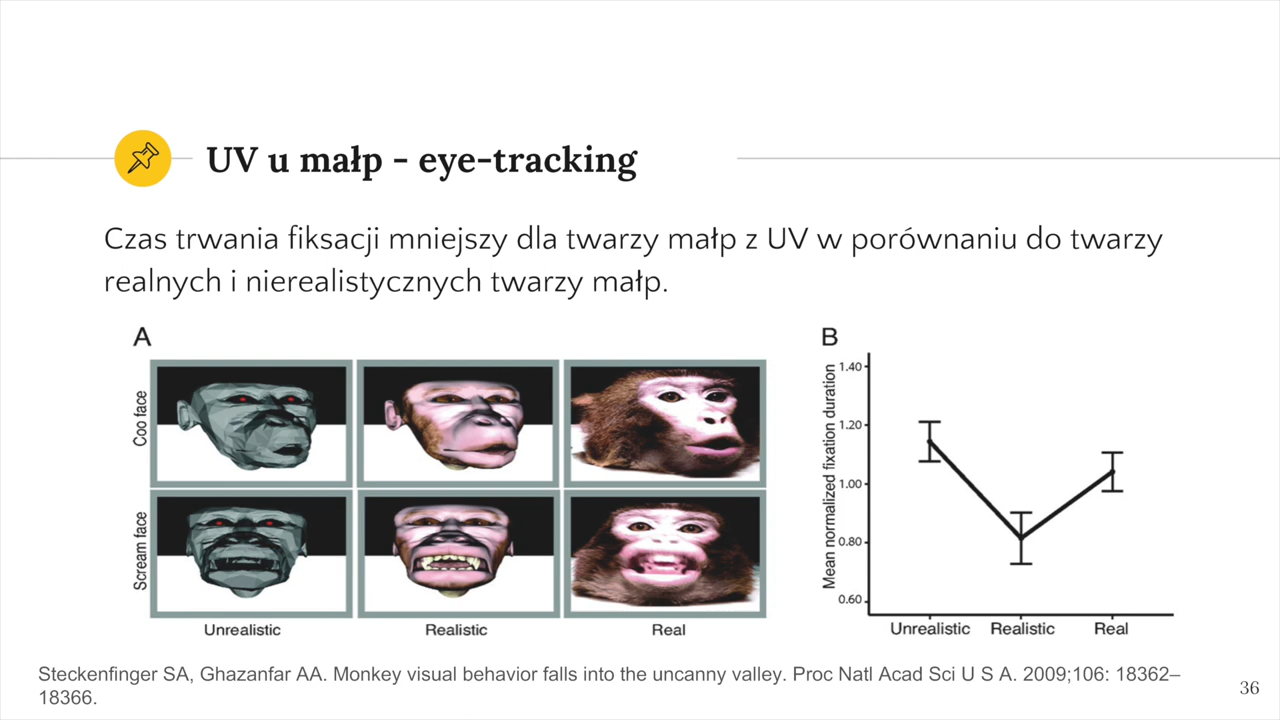 UV u małp - eye-tracking
Czas trwania fiksacji mniejszy dla twarzy małp z UV w porównaniu do twarzy
realnych i nierealistycznych twarzy małp.
A
Coo face
Scream face
Unrealistic
Realistic
Real
B
Mean normalized fixation duration
1.40
1.20
1.00
0.80
0.60
Unrealistic
Realistic
Real
Steckenfinger SA, Ghazanfar AA. Monkey visual behavior falls into the uncanny valley. Proc Natl Acad Sci U S A. 2009;106: 18362–
18366.
36